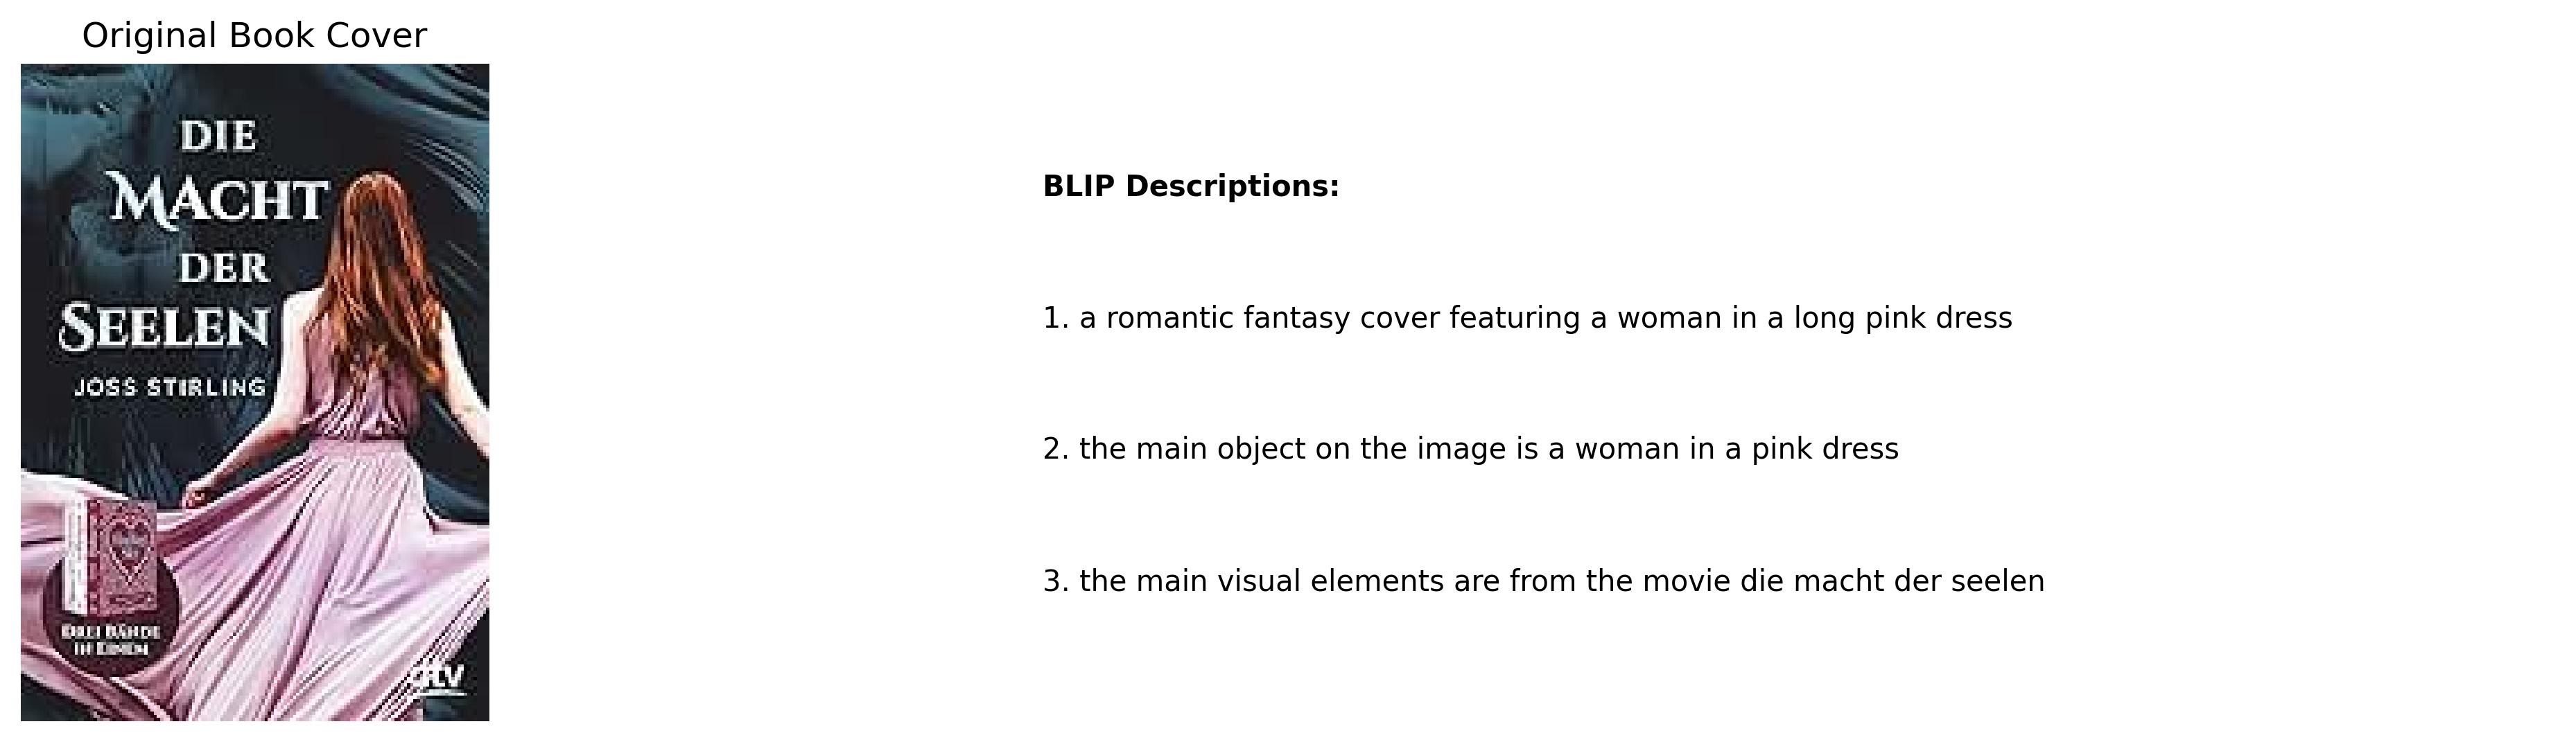 Original Book Cover
DIE
MACHT
DER
SEELEN
JOSS STIRLING
DREI BÄNDE
IN EINEM
dtv
BLIP Descriptions:
1. a romantic fantasy cover featuring a woman in a long pink dress
2. the main object on the image is a woman in a pink dress
3. the main visual elements are from the movie die macht der seelen